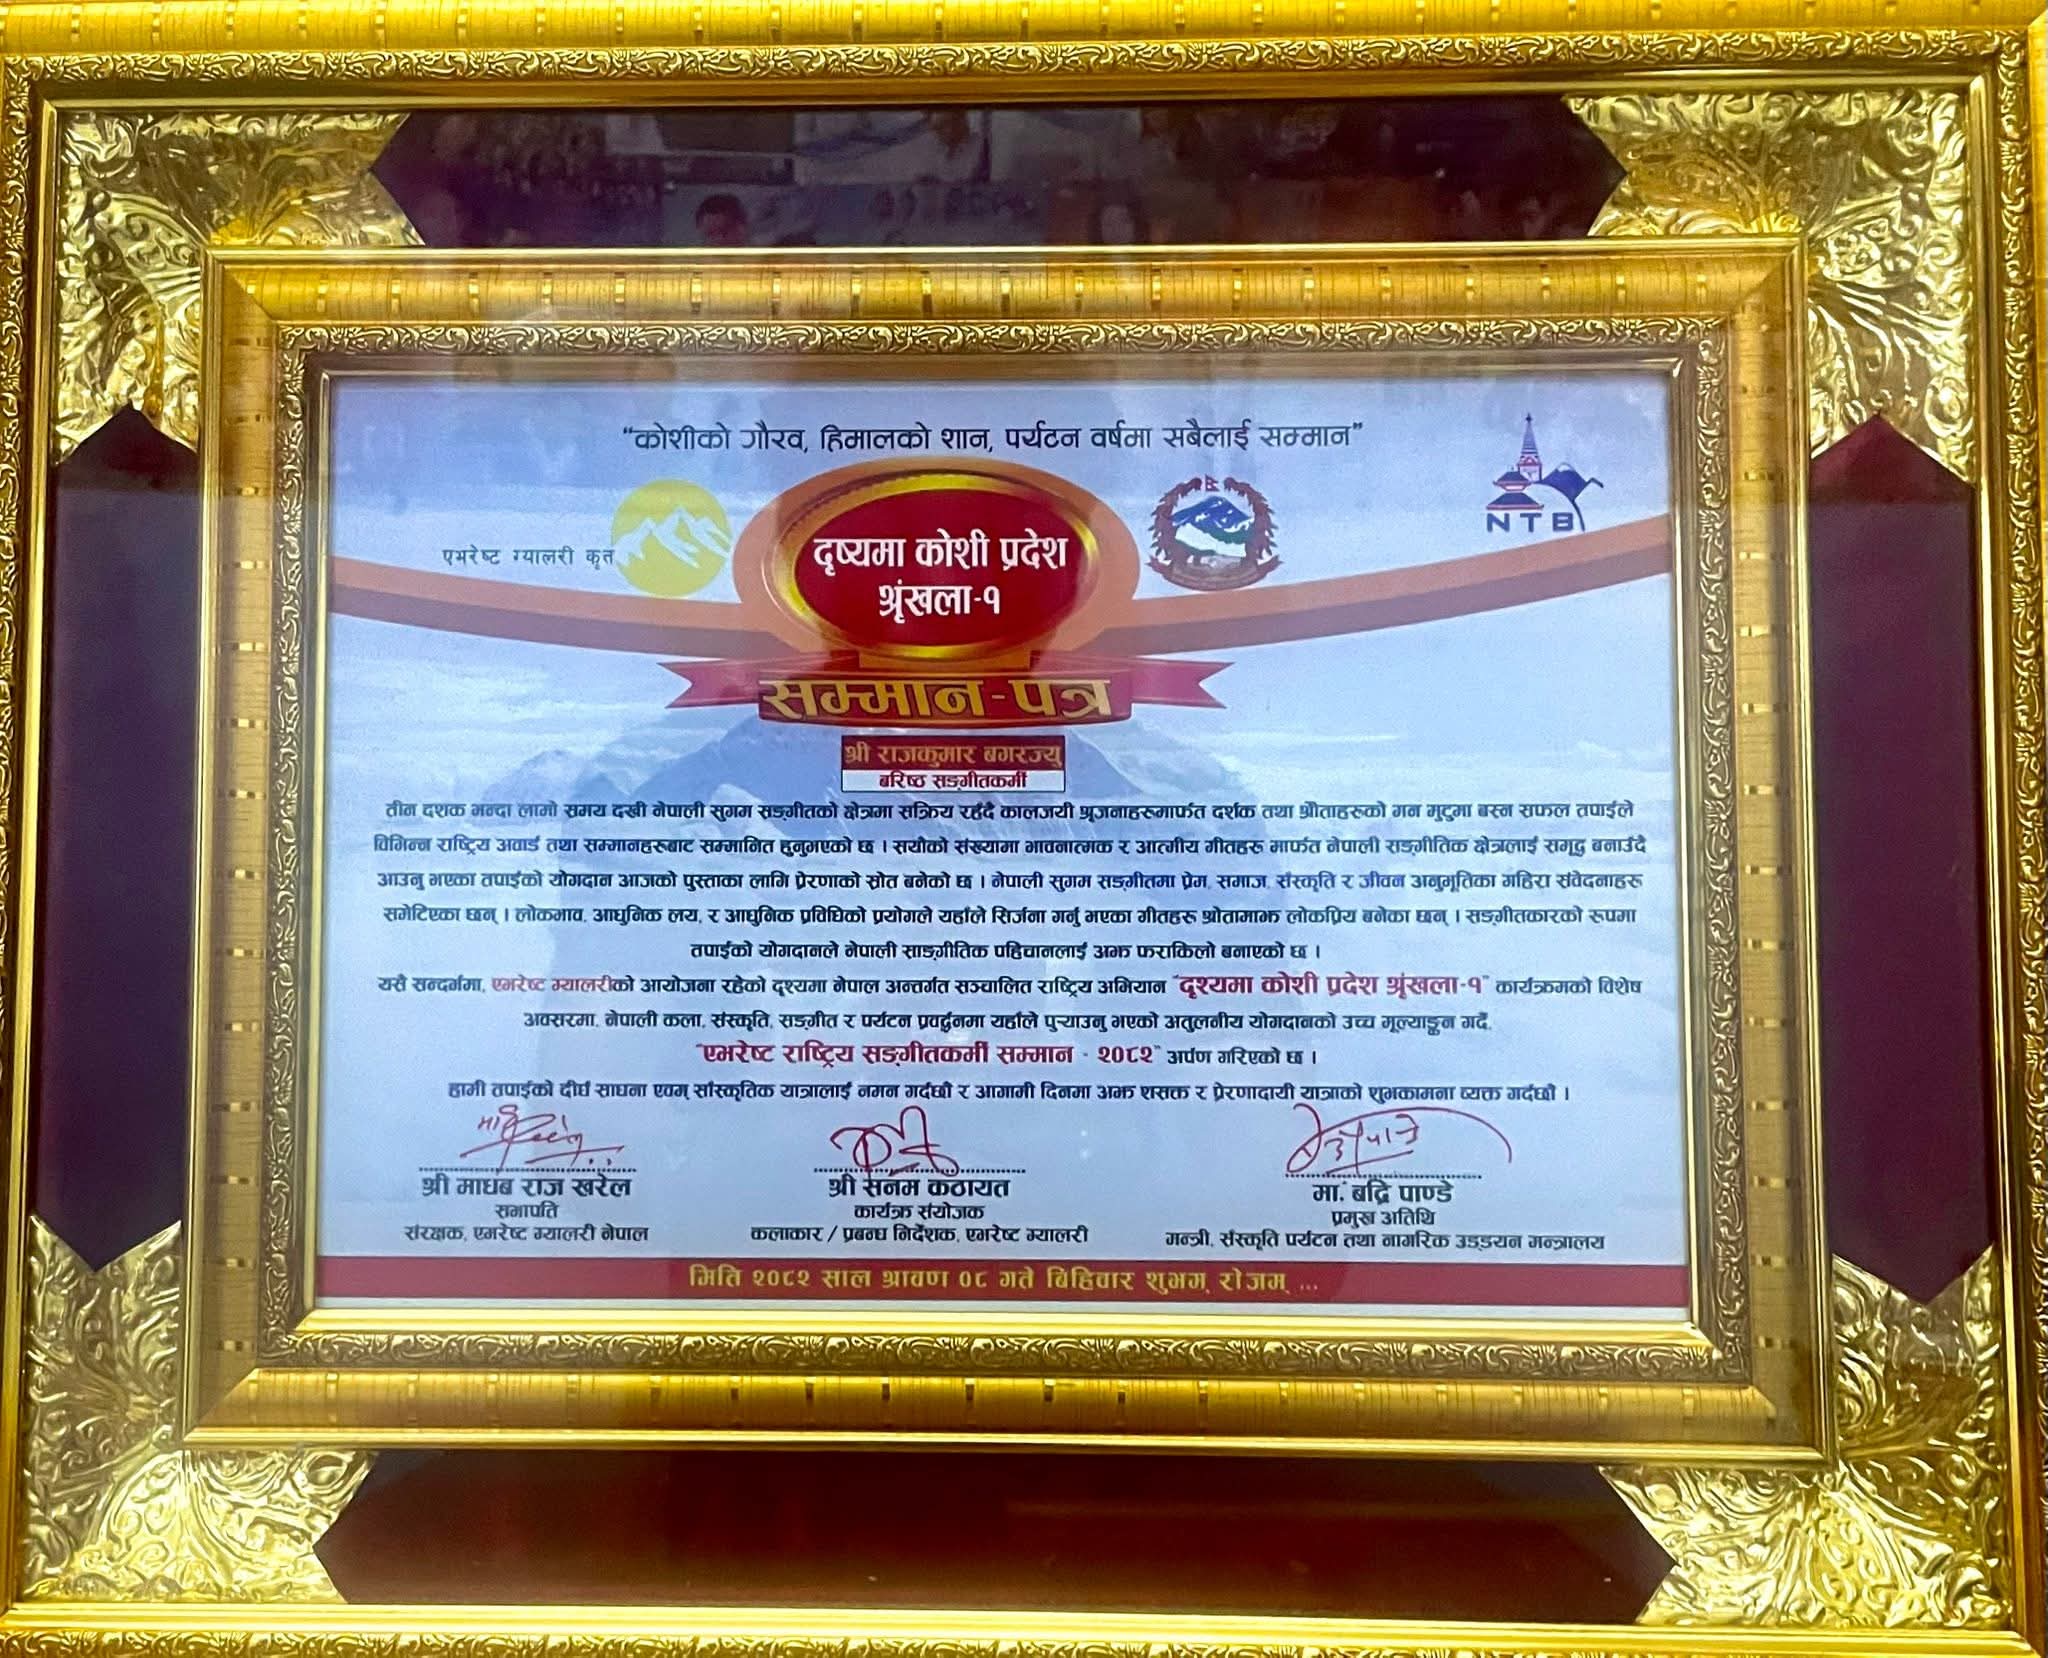 "कोशीको गौरव, हिमालको शान, पर्यटन वर्षमा सबैलाई सम्मान"
एभरेष्ट ग्यालरी कृत
दृष्यमा कोशी प्रदेश
श्रृंखला-१
NTB
सम्मान-पत्र
श्री राजकुमार बगरज्यु
बरिष्ठ सङ्गीतकर्मी
तीन दशक भन्दा लामो समय दखी नेपाली सुगम सङ्गीतको क्षेत्रमा सक्रिय रहँदै कालजयी श्रृजनाहरुमार्फत दर्शक तथा श्रौताहरुको मन मुटुमा बस्न सफल तपाईले
विभिन्न राष्ट्रिय अवार्ड तथा सम्मानहरुबाट सम्मानित हुनुभएको छ । सयौको संख्यामा भावनात्मक र आत्मीय गीतहरु मार्फत नेपाली सङ्गीतिक क्षेत्रलाई समृद्ध बनाउँदै
आउनु भएका तपाईको योगदान आजको पुस्ताका लागि प्रेरणाको स्रोत बनेको छ । नेपाली सुगम सङ्गीतमा प्रेम, समाज, संस्कृति र जीवन अनुभूतिका गहिरा संवेदनाहरु
समेटिएका छन् । लोकभाव, आधुनिक लय, र आधुनिक प्रविधिको प्रयोगले यहाँले सिर्जना गर्नु भएका गीतहरु श्रोतामाझ लोकप्रिय बनेका छन् । सङ्गीतकारको रुपमा
तपाईको योगदानले नेपाली साङ्गीतिक पहिचानलाई अझ फराकिलो बनाएको छ ।
यसै सन्दर्भमा, एभरेष्ट ग्यालरीको आयोजना रहेको दृश्यमा नेपाल अन्तर्गत सञ्चालित राष्ट्रिय अभियान "दृश्यमा कोशी प्रदेश श्रृंखला-१" कार्यक्रमको विशेष
अवसरमा, नेपाली कला, संस्कृति, सङ्गीत र पर्यटन प्रवर्द्धनमा यहाँले पुऱ्याउनु भएको अतुलनीय योगदानको उच्च मूल्याङ्कन गर्दै,
"एभरेष्ट राष्ट्रिय सङ्गीतकर्मी सम्मान - २०८२" अर्पण गरिएको छ ।
हामी तपाईको दीर्घ साधना एवम् साँस्कृतिक यात्रालाई नमन गर्दछौ र आगामी दिनमा अझ शसक्त र प्रेरणादायी यात्राको शुभकामना व्यक्त गर्दछौ ।
श्री माधब राज खरेल
सभापति
संरक्षक, एभरेष्ट ग्यालरी नेपाल
श्री सनम कठायत
कार्यक्र संयोजक
कलाकार / प्रबन्ध निर्देशक, एभरेष्ट ग्यालरी
मा. बद्रि पाण्डे
प्रमुख अतिथि
मन्त्री, संस्कृति पर्यटन तथा नागरिक उड्डयन मन्त्रालय
मिति २०८२ साल श्रावण ०८ गते बिहिवार शुभम्, रोजम् ...